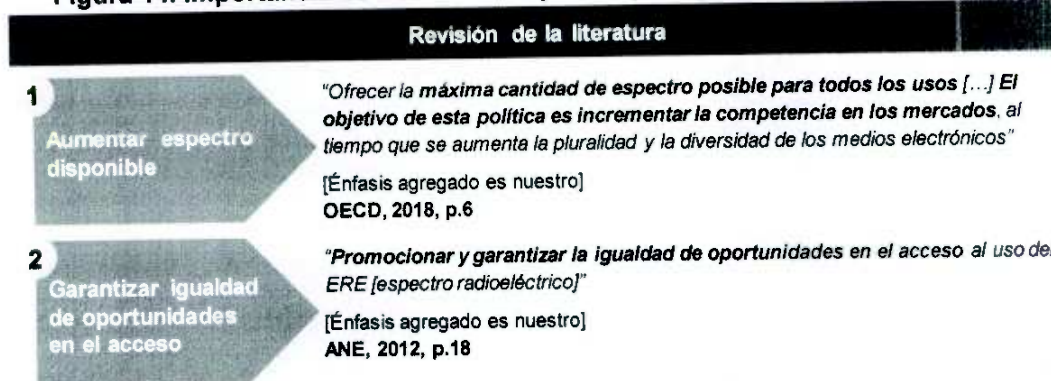 Revisión de la literatura
1
Aumentar espectro
disponible
"Ofrecer la máxima cantidad de espectro posible para todos los usos [...] El
objetivo de esta política es incrementar la competencia en los mercados, al
tiempo que se aumenta la pluralidad y la diversidad de los medios electrónicos"
[Énfasis agregado es nuestro]
OECD, 2018, p.6
2
Garantizar igualdad
de oportunidades
en el acceso
"Promocionar y garantizar la igualdad de oportunidades en el acceso al uso de
ERE [espectro radioeléctrico]"
[Énfasis agregado es nuestro]
ANE, 2012, p.18